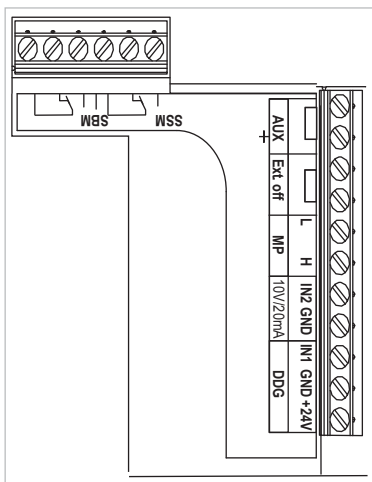 SBM
SSM
AUX
+
Ext off
L
MP
H
10V/20mA
IN2 GND
DDG
IN1 GND +24V